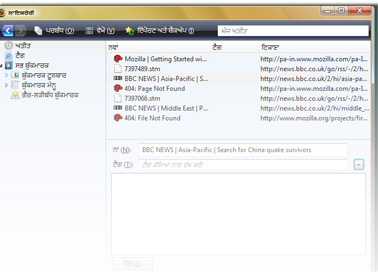 ਲਾਇਬਰੇਰੀ
ਪਰਬੰਧ (O) ਵੇਖੋ (V) ਇੰਪੋਰਟ ਅਤੇ ਬੈਕਅੱਪ (I) ਖੋਜ ਅਤੀਤ
ਅਤੀਤ
ਟੈਗ
ਸਭ ਬੁੱਕਮਾਰਕ
ਬੁੱਕਮਾਰਕ ਟੂਲਬਾਰ
ਬੁੱਕਮਾਰਕ ਮੇਨੂ
ਗ਼ੈਰ-ਲੜੀਬੱਧ ਬੁੱਕਮਾਰਕ
ਨਾਂ ਟੈਗ ਟਿਕਾਣਾ
Mozilla | Getting Started wi... http://pa-in.www.mozilla.com/pa-I...
7397489.stm http://news.bbc.co.uk/go/rss/-/2/h...
BBC NEWS | Asia-Pacific | S... http://news.bbc.co.uk/2/hi/asia-pa...
404: Page Not Found http://pa-in.www.mozilla.com/pa-I...
7397066.stm http://news.bbc.co.uk/go/rss/-/2/h...
BBC NEWS | Middle East | P... http://news.bbc.co.uk/2/hi/middle_...
404: File Not Found http://www.mozilla.org/projects/fir...
ਨਾਂ (N): BBC NEWS | Asia-Pacific | Search for China quake survivors
ਟੈਗ (T):